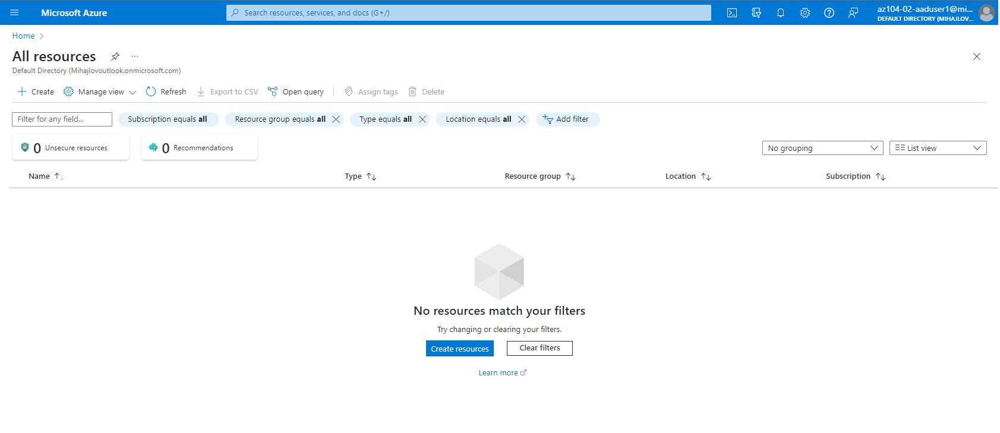 Microsoft Azure
Search resources, services, and docs (G+/)
az104-02-aaduser1@mi...
DEFAULT DIRECTORY (MIHAJLOV...
Home
All resources
Default Directory (Mihajlovoutlook.onmicrosoft.com)
Create Manage view Refresh Export to CSV Open query Assign tags Delete
Filter for any field... Subscription equals all Resource group equals all Type equals all Location equals all Add filter
0 Unsecure resources 0 Recommendations No grouping List view
Name Type Resource group Location Subscription
No resources match your filters
Try changing or clearing your filters.
Create resources Clear filters
Learn more